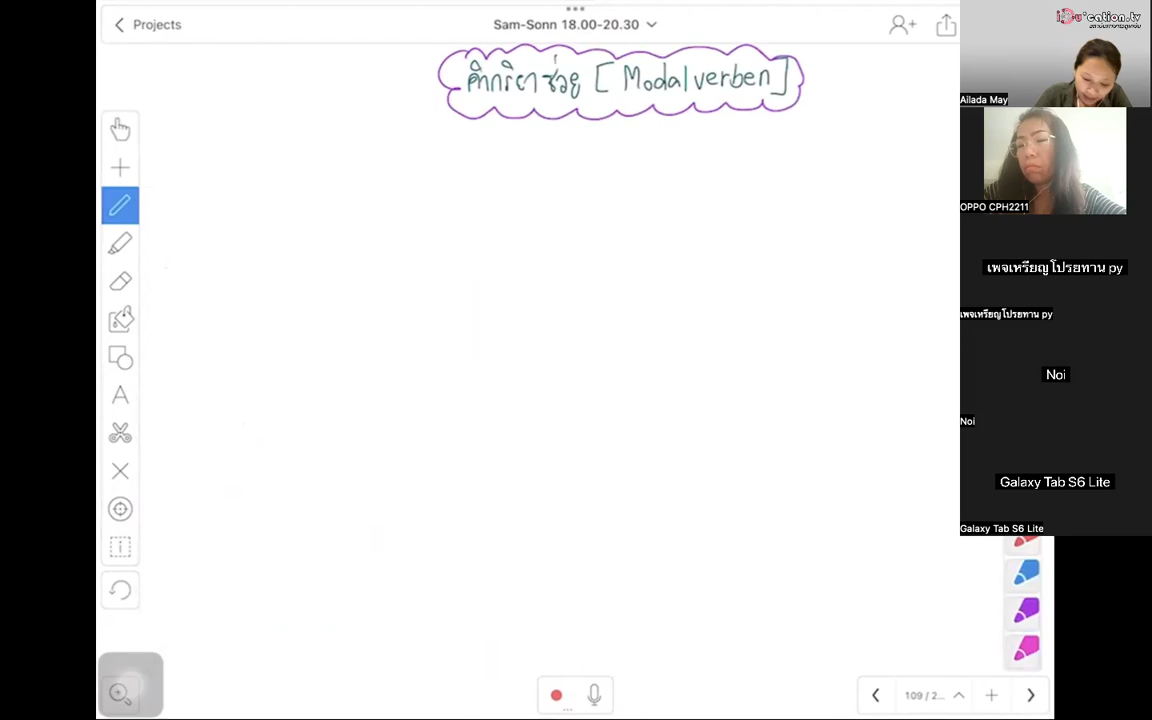 Projects
Sam-Sonn 18.00-20.30
คำกริยาช่วย [Modalverben]
Ailada May
OPPO CPH2211
เพจเหรียญโปรยทาน py
เพจเหรียญโปรยทาน py
Noi
Noi
Galaxy Tab S6 Lite
Galaxy Tab S6 Lite
109 / 2...